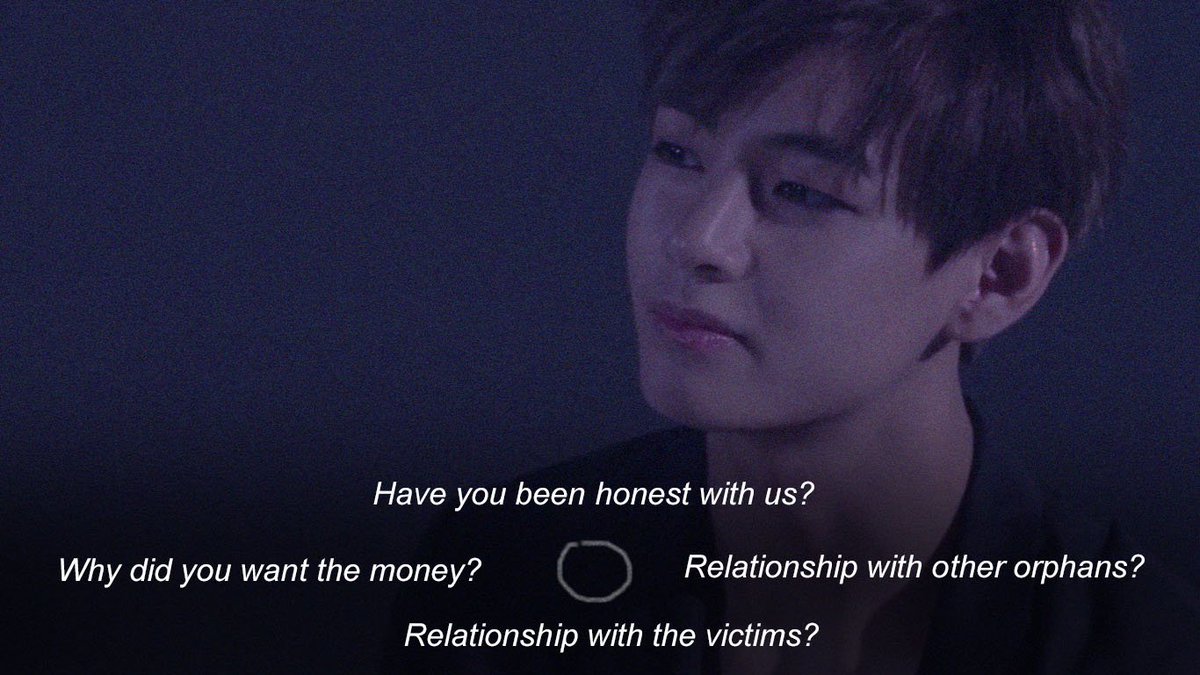 Have you been honest with us?
Why did you want the money?
Relationship with other orphans?
Relationship with the victims?